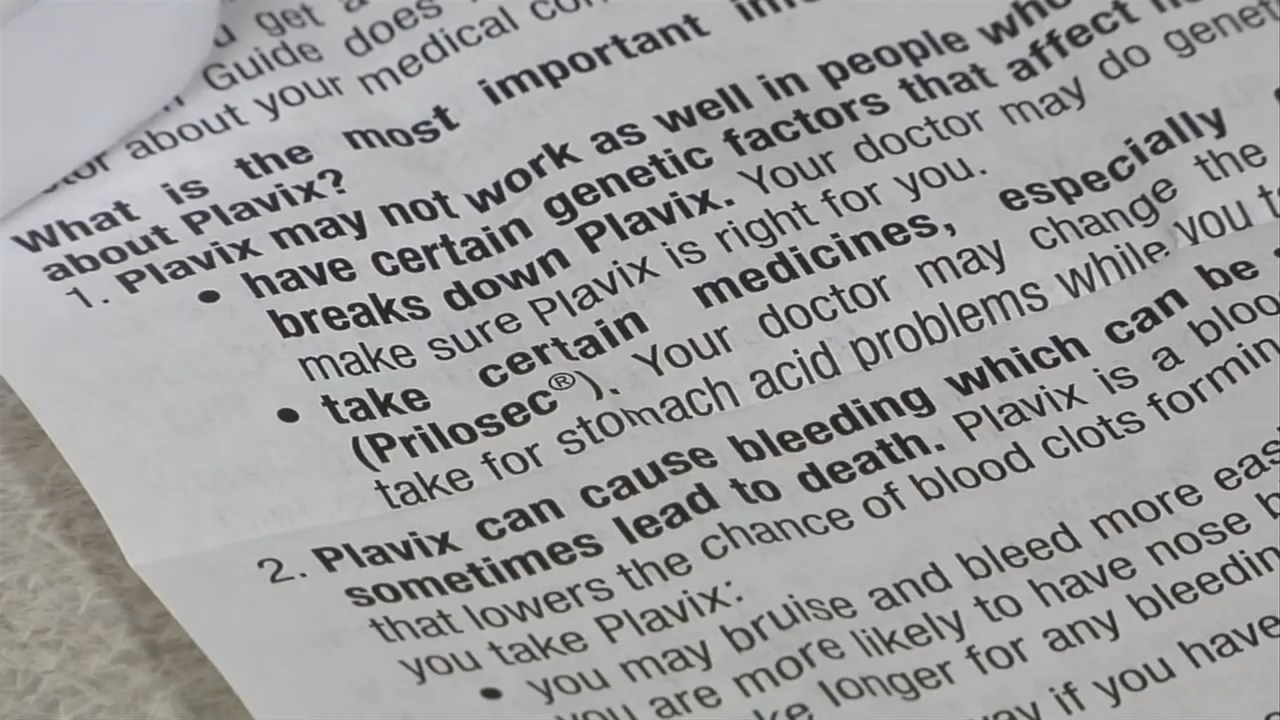 get a
Guide does
about your medical
What is the most important
about Plavix?
1. Plavix may not work as well in people who
• have certain genetic factors that affect
breaks down Plavix. Your doctor may do
make sure Plavix is right for you.
• take certain medicines, especially
(Prilosec®). Your doctor may change the
take for stomach acid problems while you
2. Plavix can cause bleeding which can be
sometimes lead to death. Plavix is a
that lowers the chance of blood clots
you take Plavix:
• you may bruise and bleed more
you are more likely to have nose
longer for any
if you have